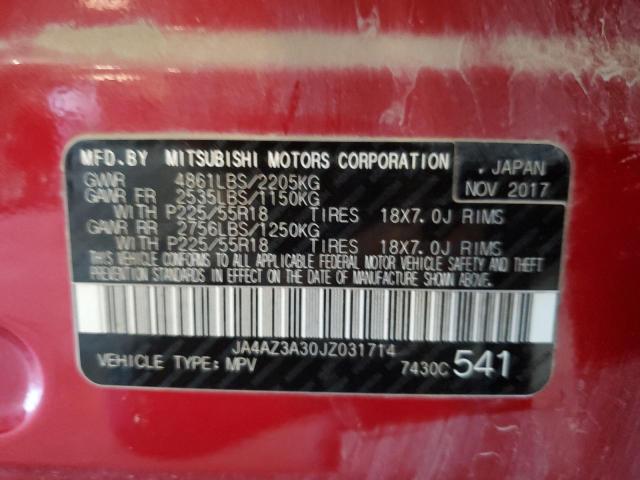 MFD.BY MITSUBISHI MOTORS CORPORATION
JAPAN
NOV 2017
GVWR 4861LBS/2205KG
GAWR FR 2535LBS/1150KG
WITH P225/55R18 TIRES 18X7.0J RIMS
GAWR RR 2756LBS/1250KG
WITH P225/55R18 TIRES 18X7.0J RIMS
THIS VEHICLE CONFORMS TO ALL APPLICABLE FEDERAL MOTOR VEHICLE SAFETY AND THEFT
PREVENTION STANDARDS IN EFFECT ON THE DATE OF MANUFACTURE SHOWN ABOVE.
JA4AZ3A30JZ031714
VEHICLE TYPE: MPV 7430C 541